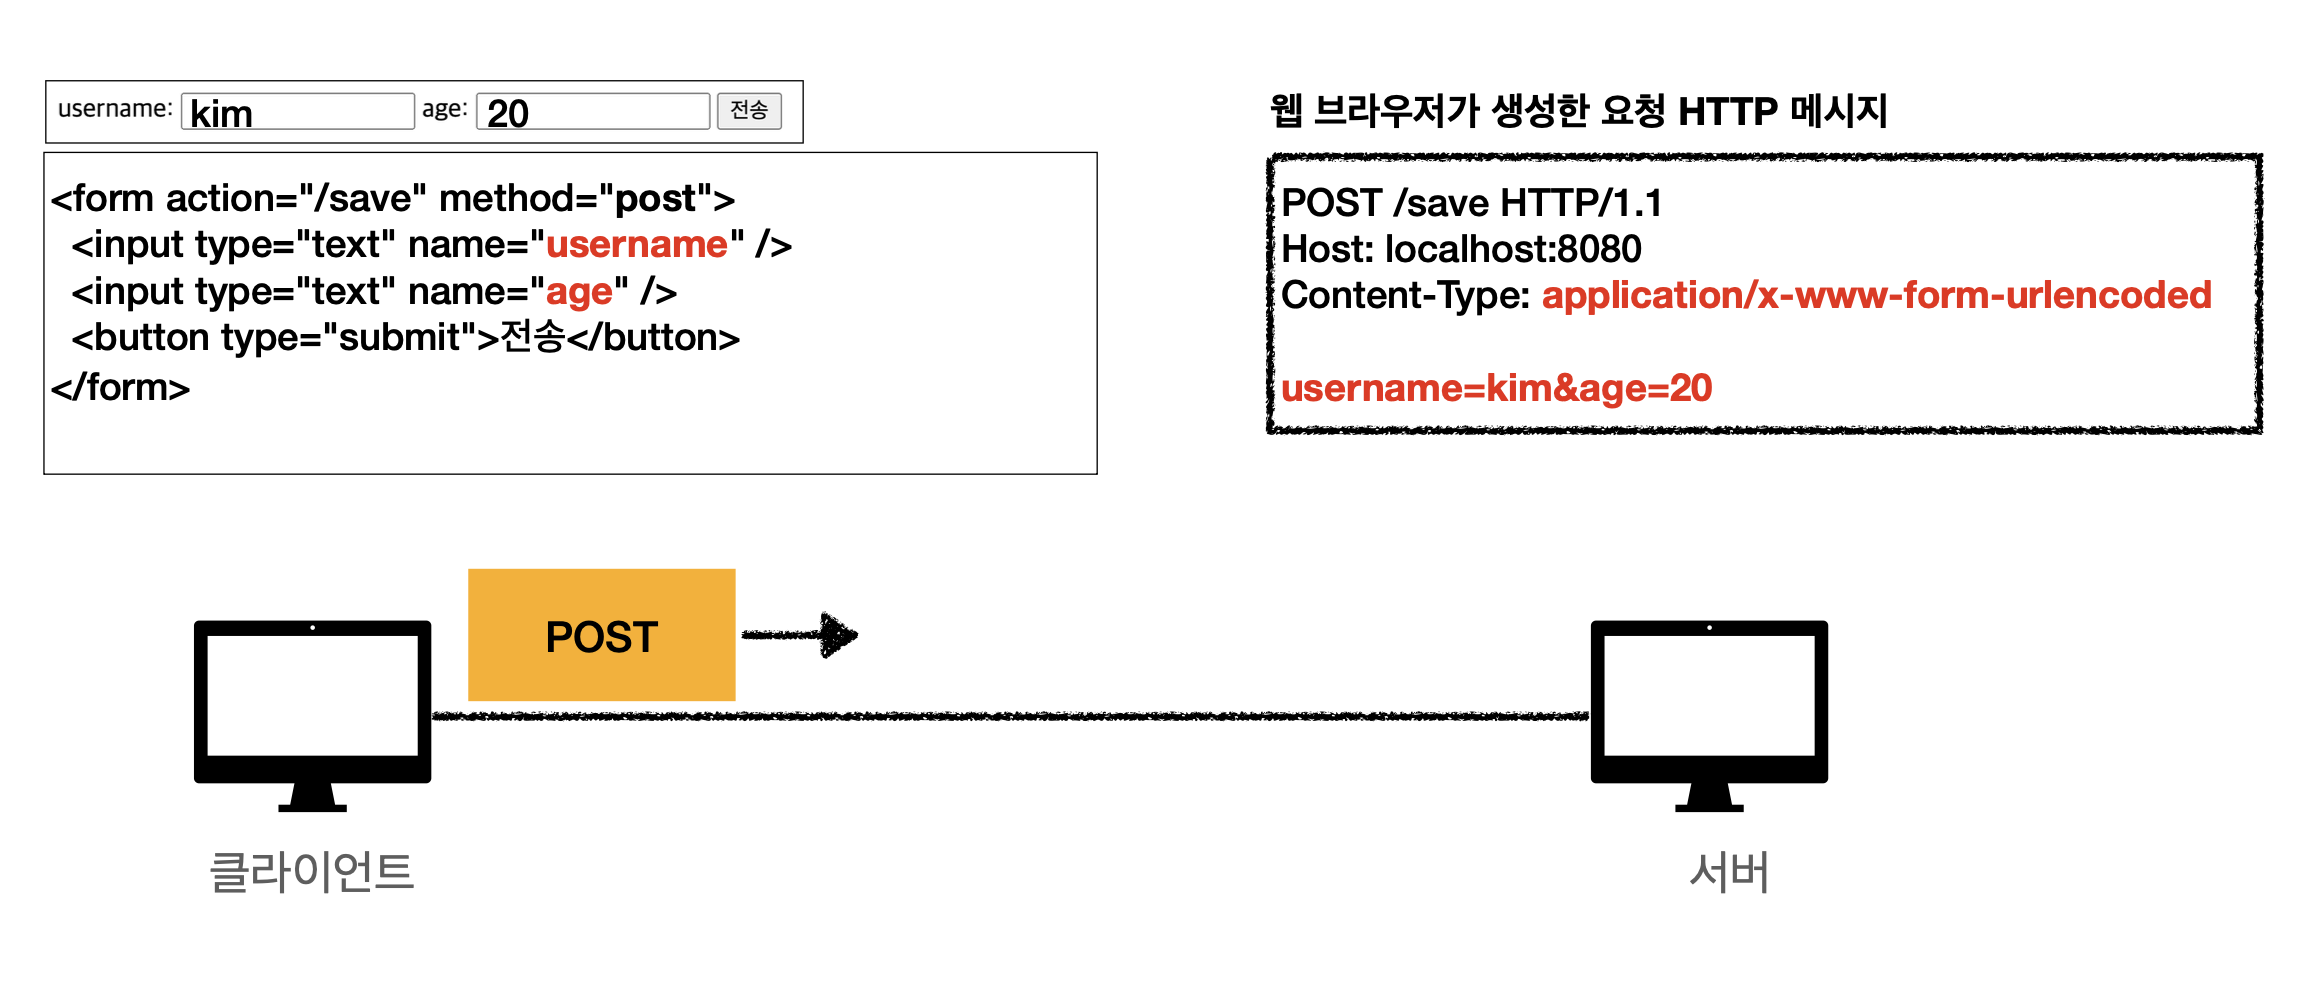 username: kim age: 20 전송
<form action="/save" method="post">
<input type="text" name="username" />
<input type="text" name="age" />
<button type="submit">전송</button>
</form>
웹 브라우저가 생성한 요청 HTTP 메시지
POST /save HTTP/1.1
Host: localhost:8080
Content-Type: application/x-www-form-urlencoded
username=kim&age=20
POST
클라이언트
서버